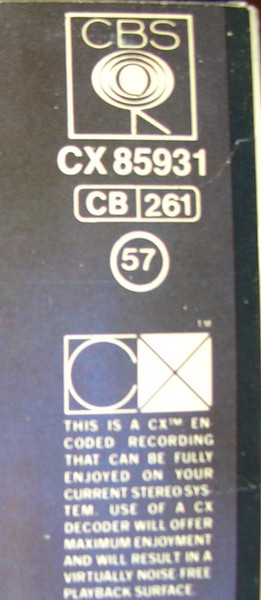 CBS
CX 85931
CB 261
57
TM
CX
THIS IS A CX™ EN-
CODED RECORDING
THAT CAN BE FULLY
ENJOYED ON YOUR
CURRENT STEREO SYS-
TEM. USE OF A CX
DECODER WILL OFFER
MAXIMUM ENJOYMENT
AND WILL RESULT IN A
VIRTUALLY NOISE FREE
PLAYBACK SURFACE.